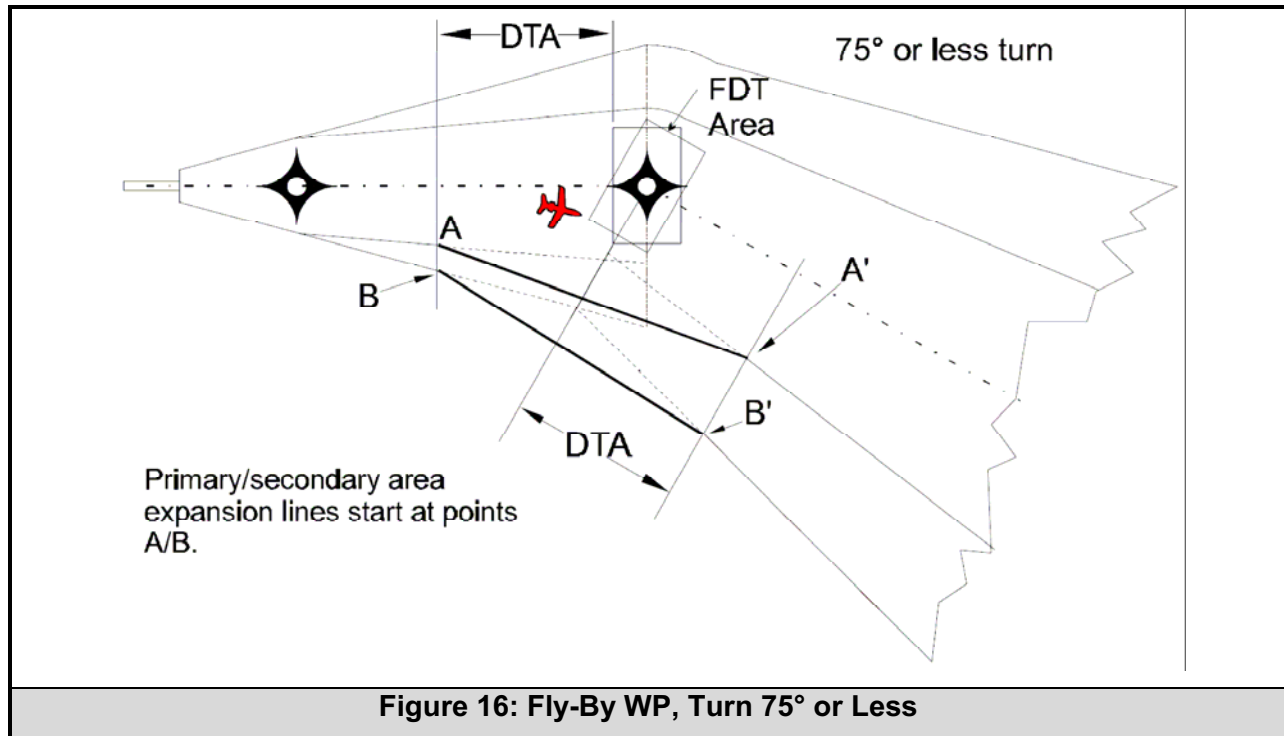 DTA
75° or less turn
FDT
Area
A
B
A'
B'
DTA
Primary/secondary area
expansion lines start at points
A/B.
Figure 16: Fly-By WP, Turn 75° or Less